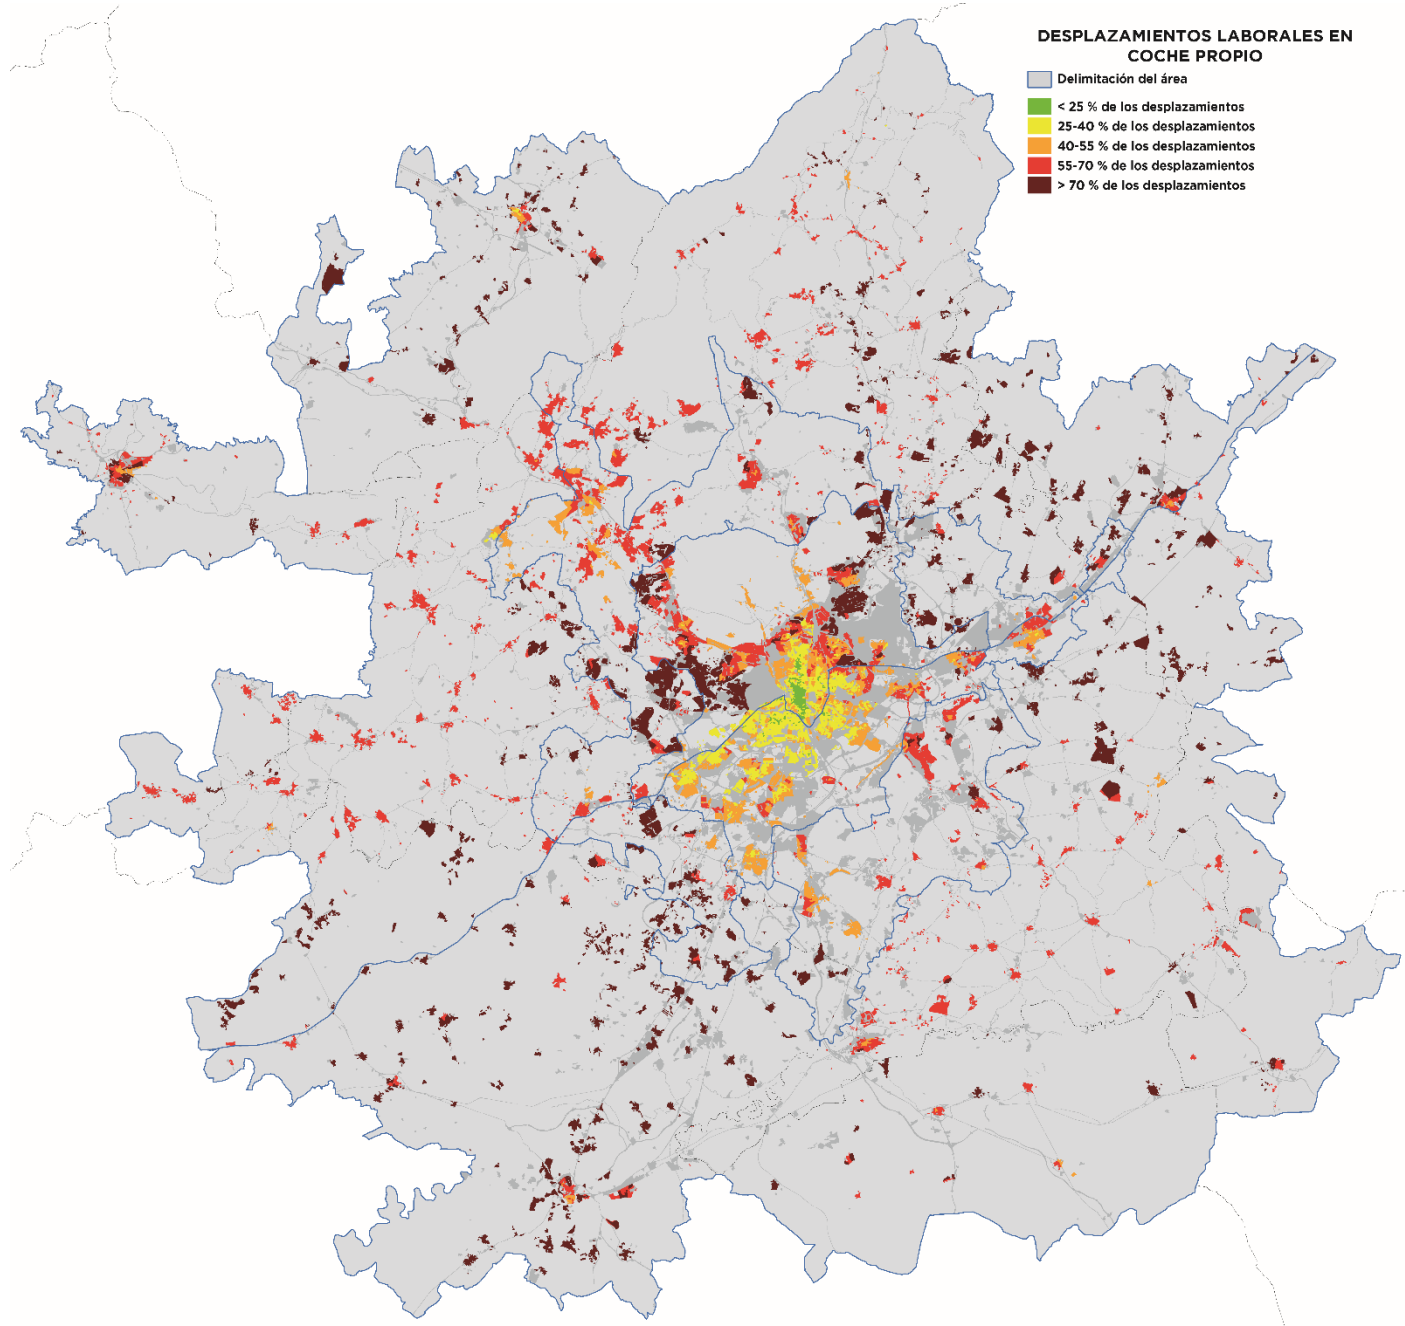 DESPLAZAMIENTOS LABORALES EN
COCHE PROPIO
Delimitación del área
< 25 % de los desplazamientos
25-40 % de los desplazamientos
40-55 % de los desplazamientos
55-70 % de los desplazamientos
> 70 % de los desplazamientos